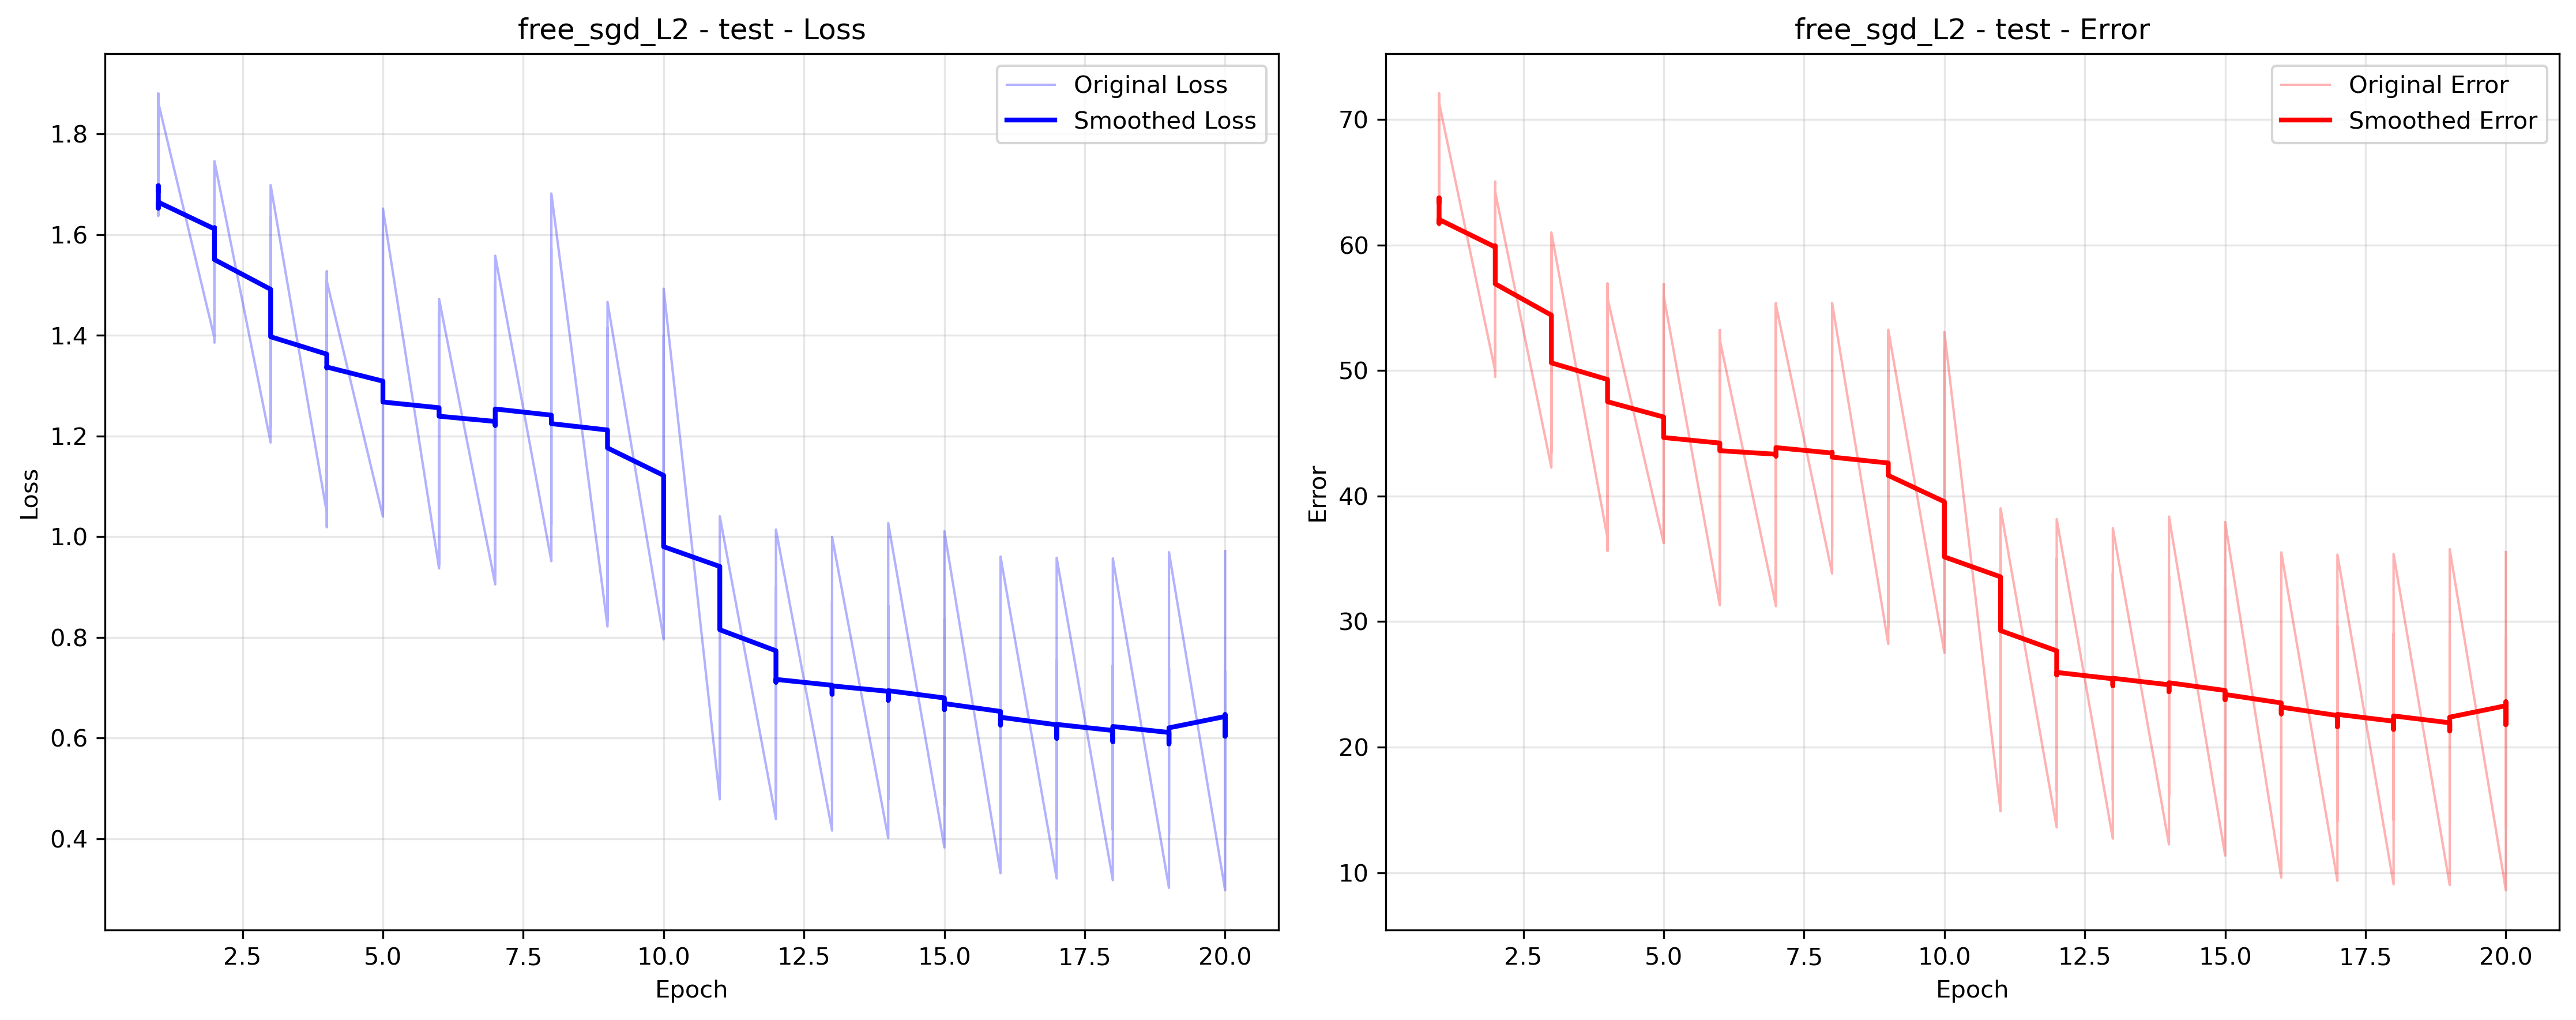 free_sgd_L2 - test - Loss
Original Loss
Smoothed Loss
1.8
1.6
1.4
1.2
1.0
0.8
0.6
0.4
Loss
2.5 5.0 7.5 10.0 12.5 15.0 17.5 20.0
Epoch
free_sgd_L2 - test - Error
Original Error
Smoothed Error
70
60
50
40
30
20
10
Error
2.5 5.0 7.5 10.0 12.5 15.0 17.5 20.0
Epoch